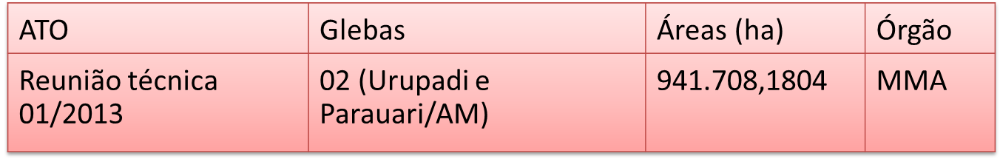 ATO Glebas Áreas (ha) Órgão
Reunião técnica 02 (Urupadi e 941.708,1804 MMA
01/2013 Parauari/AM)